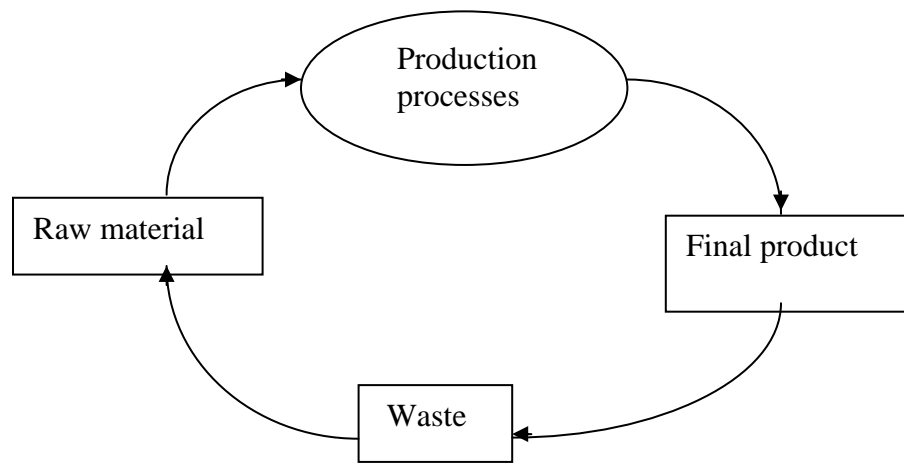 Production
processes
Raw material
Final product
Waste